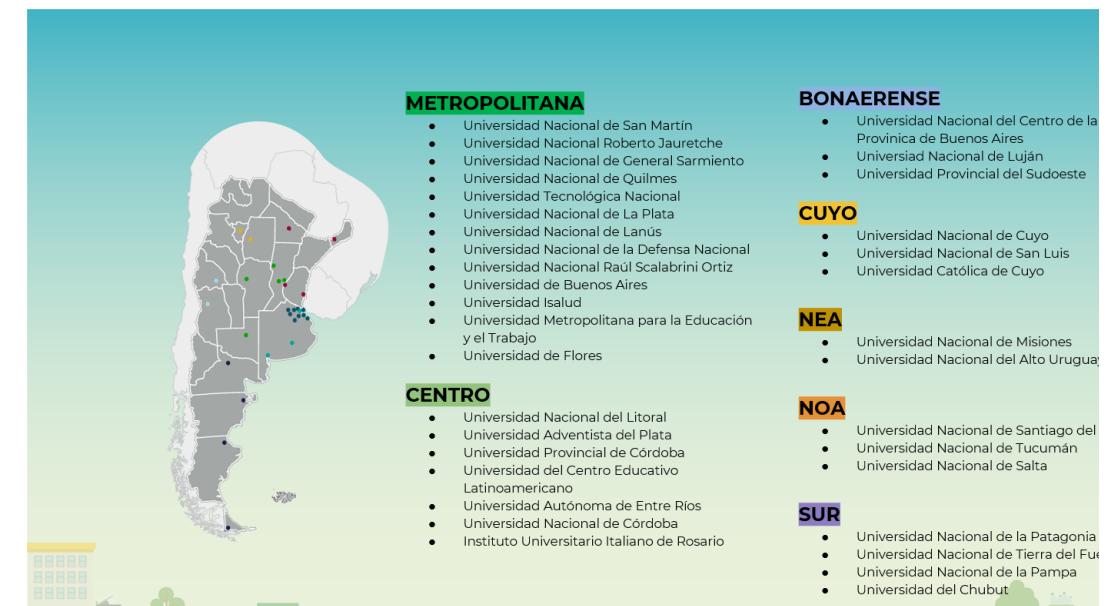 METROPOLITANA
● Universidad Nacional de San Martín
● Universidad Nacional Roberto Jauretche
● Universidad Nacional de General Sarmiento
● Universidad Nacional de Quilmes
● Universidad Tecnológica Nacional
● Universidad Nacional de La Plata
● Universidad Nacional de Lanús
● Universidad Nacional de la Defensa Nacional
● Universidad Nacional Raúl Scalabrini Ortiz
● Universidad de Buenos Aires
● Universidad Isalud
● Universidad Metropolitana para la Educación
y el Trabajo
● Universidad de Flores
CENTRO
● Universidad Nacional del Litoral
● Universidad Adventista del Plata
● Universidad Provincial de Córdoba
● Universidad del Centro Educativo
Latinoamericano
● Universidad Autónoma de Entre Ríos
● Universidad Nacional de Córdoba
● Instituto Universitario Italiano de Rosario
BONAERENSE
● Universidad Nacional del Centro de la
Provinica de Buenos Aires
● Universiad Nacional de Luján
● Universidad Provincial del Sudoeste
CUYO
● Universidad Nacional de Cuyo
● Universidad Nacional de San Luis
● Universidad Católica de Cuyo
NEA
● Universidad Nacional de Misiones
● Universidad Nacional del Alto Uruguay
NOA
● Universidad Nacional de Santiago del
● Universidad Nacional de Tucumán
● Universidad Nacional de Salta
SUR
● Universidad Nacional de la Patagonia
● Universidad Nacional de Tierra del Fue
● Universidad Nacional de la Pampa
● Universidad del Chubut